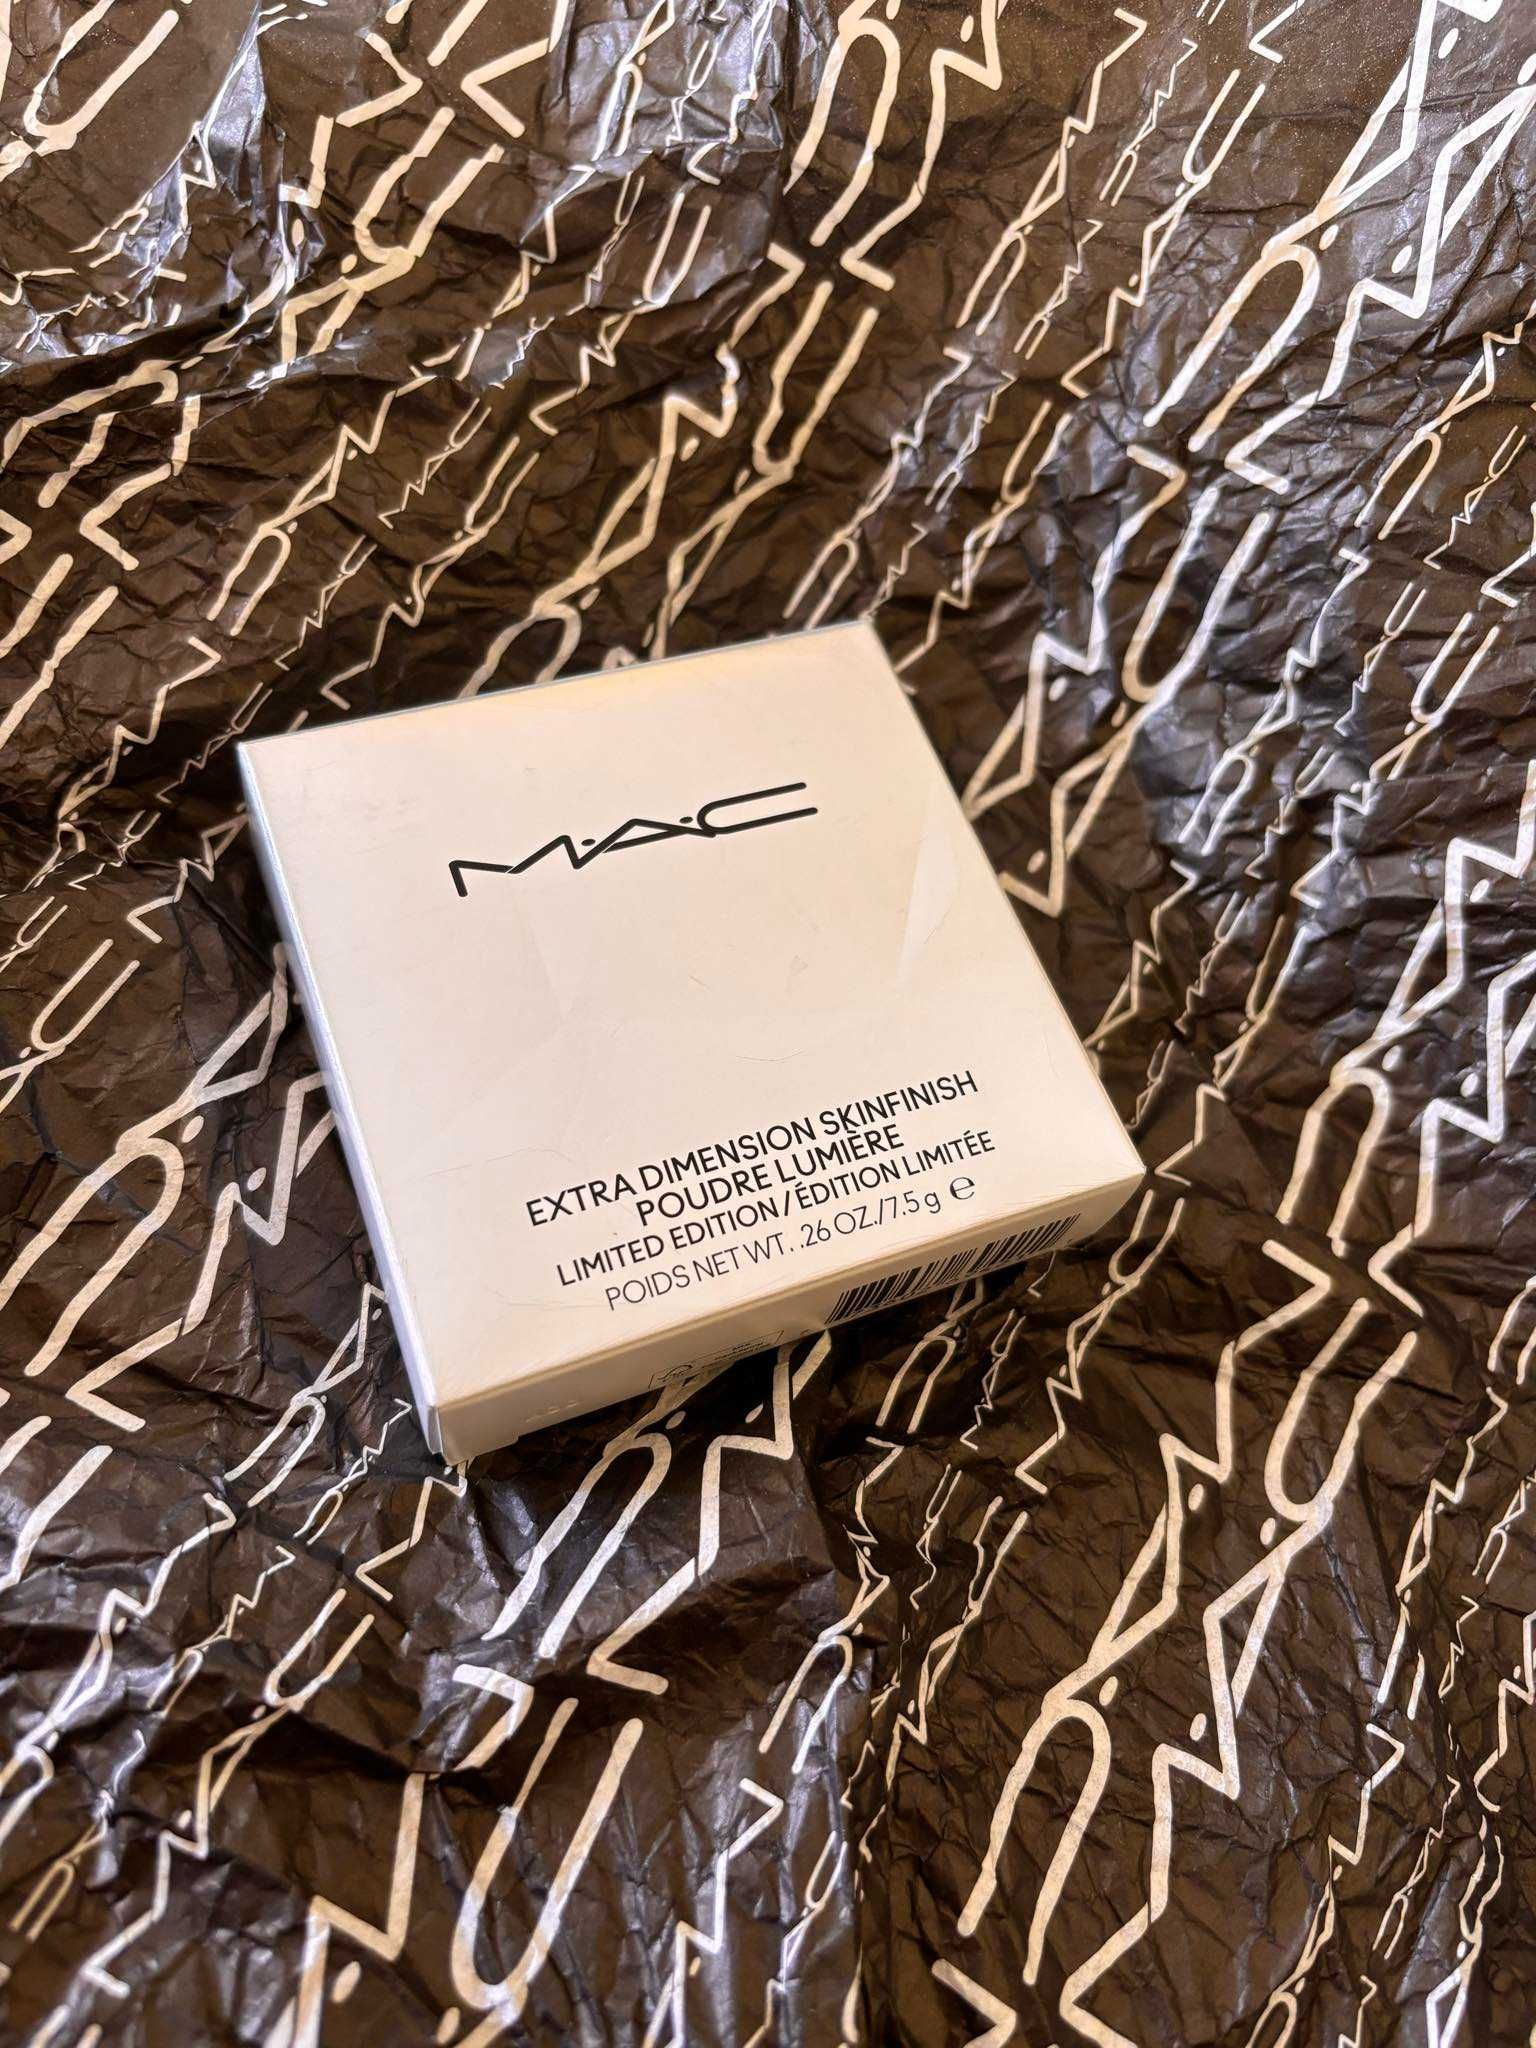 M·A·C
EXTRA DIMENSION SKINFINISH
POUDRE LUMIÈRE
LIMITED EDITION/ÉDITION LIMITÉE
POIDS NET WT. .26 OZ./7.5 g ℮